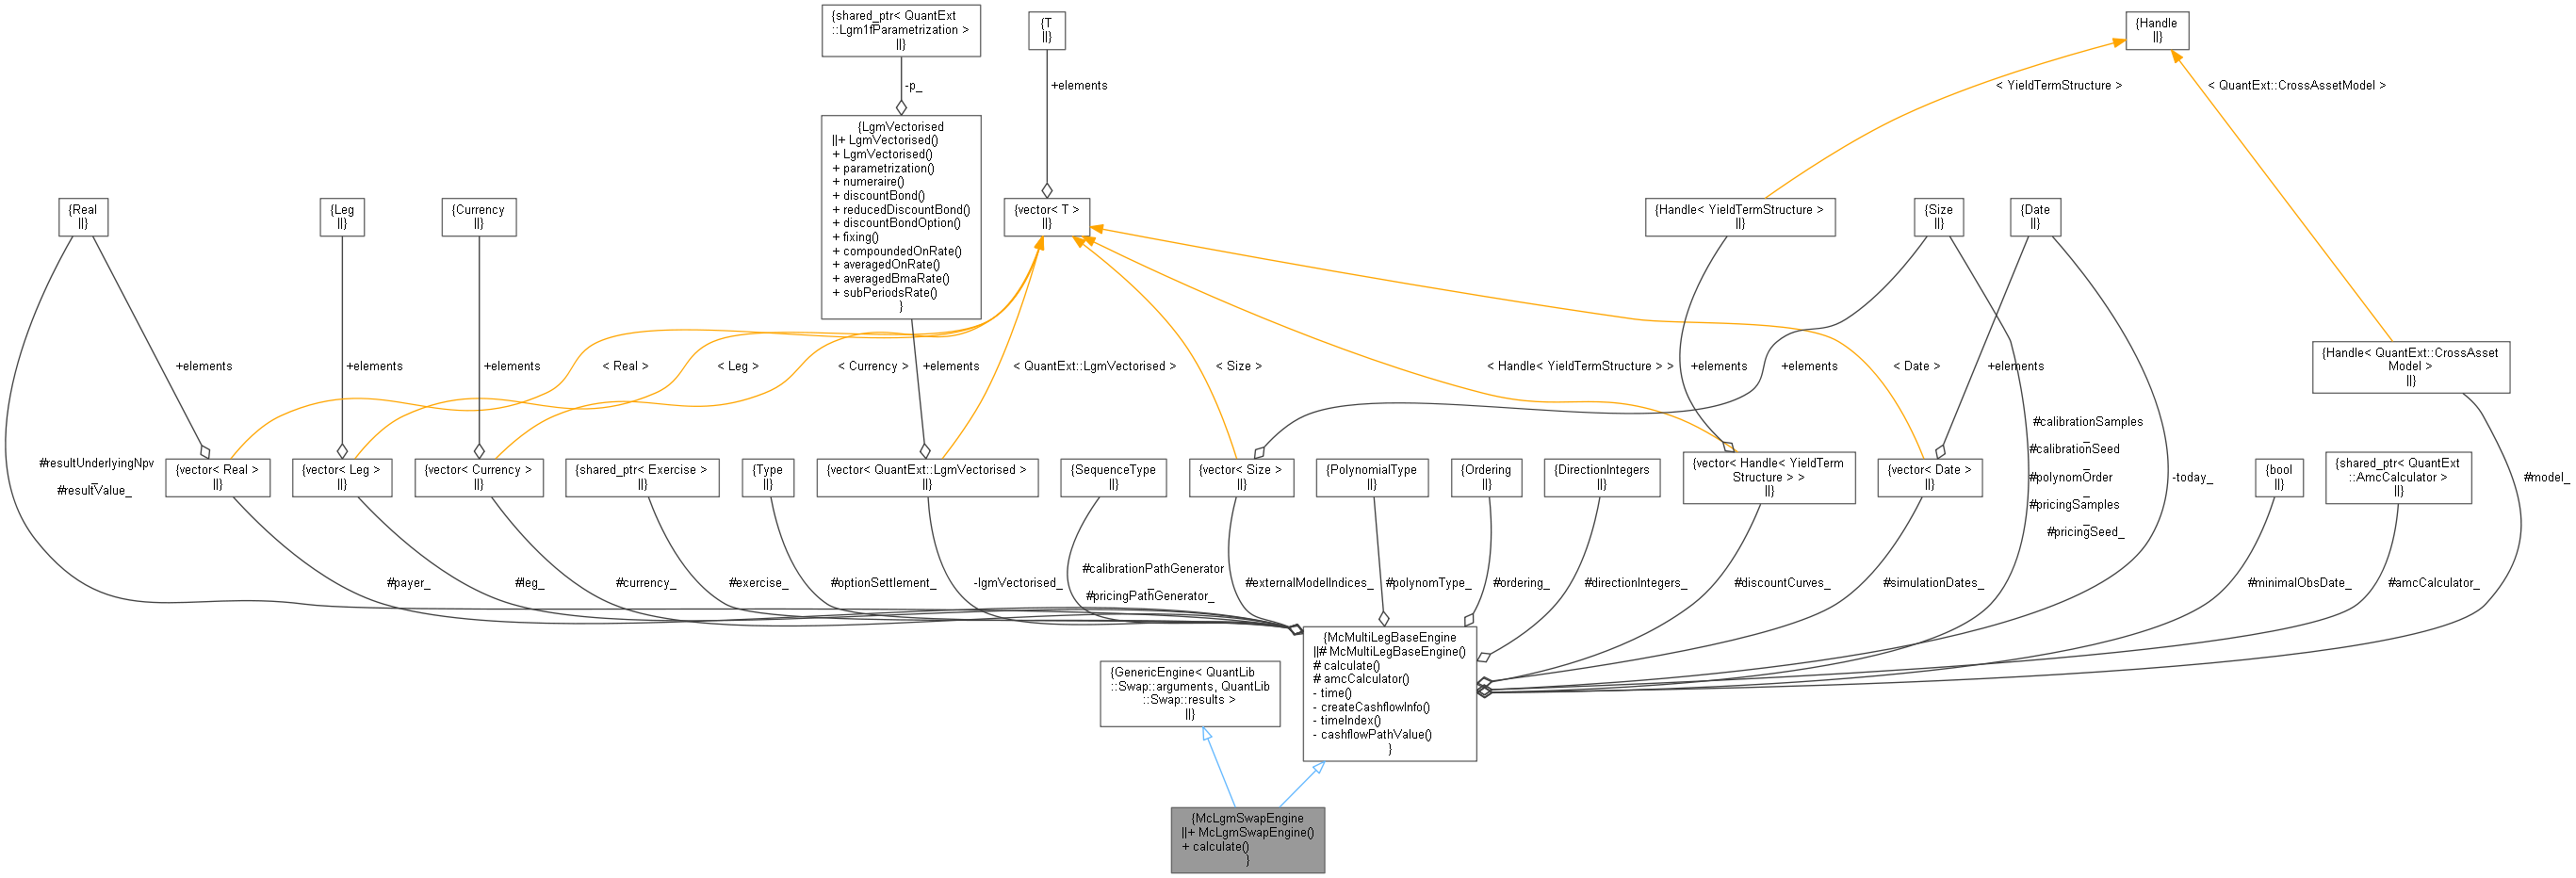 {shared_ptr< QuantExt
::Lgm1fParametrization >
||}
{T
||}
{Handle
||}
-p_
+elements
< YieldTermStructure >
< QuantExt::CrossAssetModel >
{LgmVectorised
||+ LgmVectorised()
+ LgmVectorised()
+ parametrization()
+ numeraire()
+ discountBond()
+ reducedDiscountBond()
+ discountBondOption()
+ fixing()
+ compoundedOnRate()
+ averagedOnRate()
+ averagedBmaRate()
+ subPeriodsRate()
}
{Real
||}
{Leg
||}
{Currency
||}
{vector< T >
||}
{Handle< YieldTermStructure >
||}
{Size
||}
{Date
||}
{Handle< QuantExt::CrossAsset
Model >
||}
+elements
< Real >
+elements
< Leg >
+elements
< Currency >
+elements
< QuantExt::LgmVectorised >
< Size >
< Handle< YieldTermStructure > >
+elements
+elements
< Date >
+elements
#calibrationSamples
_
#calibrationSeed
_
#polynomOrder
_
#pricingSamples
_
#pricingSeed_
#resultUnderlyingNpv
_
#resultValue_
{vector< Real >
||}
{vector< Leg >
||}
{vector< Currency >
||}
{shared_ptr< Exercise >
||}
{Type
||}
{vector< QuantExt::LgmVectorised >
||}
{SequenceType
||}
{vector< Size >
||}
{PolynomialType
||}
{Ordering
||}
{DirectionIntegers
||}
{vector< Handle< YieldTerm
Structure > >
||}
{vector< Date >
||}
-today_
{bool
||}
{shared_ptr< QuantExt
::AmcCalculator >
||}
#model_
#payer_
#leg_
#currency_
#exercise_
#optionSettlement_
-lgmVectorised_
#calibrationPathGenerator
_
#pricingPathGenerator_
#externalModelIndices_
#polynomType_
#ordering_
#directionIntegers_
#discountCurves_
#simulationDates_
#minimalObsDate_
#amcCalculator_
{McMultiLegBaseEngine
||# McMultiLegBaseEngine()
# calculate()
# amcCalculator()
- time()
- createCashflowInfo()
- timeIndex()
- cashflowPathValue()
}
{GenericEngine< QuantLib
::Swap::arguments, QuantLib
::Swap::results >
||}
{McLgmSwapEngine
||+ McLgmSwapEngine()
+ calculate()
}